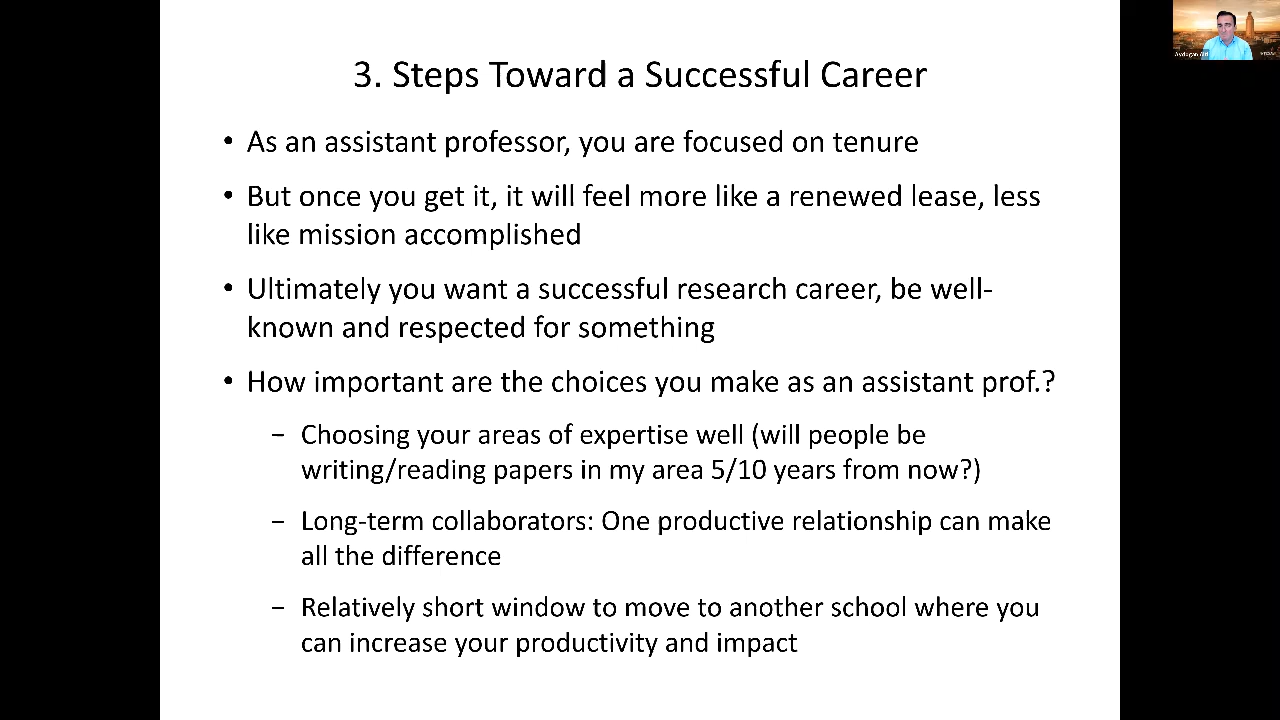 3. Steps Toward a Successful Career
• As an assistant professor, you are focused on tenure
• But once you get it, it will feel more like a renewed lease, less
like mission accomplished
• Ultimately you want a successful research career, be well-
known and respected for something
• How important are the choices you make as an assistant prof.?
– Choosing your areas of expertise well (will people be
writing/reading papers in my area 5/10 years from now?)
– Long-term collaborators: One productive relationship can make
all the difference
– Relatively short window to move to another school where you
can increase your productivity and impact